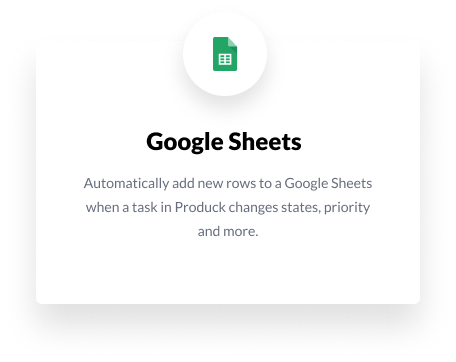 Google Sheets
Automatically add new rows to a Google Sheets
when a task in Produck changes states, priority
and more.